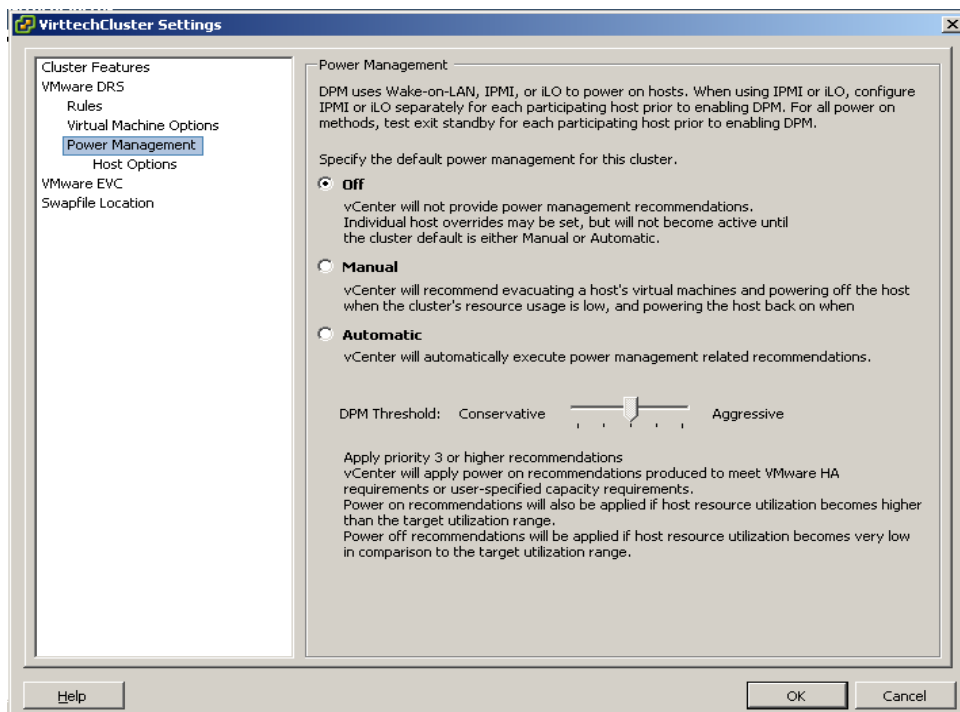 VirttechCluster Settings
Cluster Features
VMware DRS
Rules
Virtual Machine Options
Power Management
Host Options
VMware EVC
Swapfile Location
Power Management
DPM uses Wake-on-LAN, IPMI, or iLO to power on hosts. When using IPMI or iLO, configure
IPMI or iLO separately for each participating host prior to enabling DPM. For all power on
methods, test exit standby for each participating host prior to enabling DPM.
Specify the default power management for this cluster.
Off
vCenter will not provide power management recommendations.
Individual host overrides may be set, but will not become active until
the cluster default is either Manual or Automatic.
Manual
vCenter will recommend evacuating a host's virtual machines and powering off the host
when the cluster's resource usage is low, and powering the host back on when
Automatic
vCenter will automatically execute power management related recommendations.
DPM Threshold: Conservative Aggressive
Apply priority 3 or higher recommendations
vCenter will apply power on recommendations produced to meet VMware HA
requirements or user-specified capacity requirements.
Power on recommendations will also be applied if host resource utilization becomes higher
than the target utilization range.
Power off recommendations will be applied if host resource utilization becomes very low
in comparison to the target utilization range.
Help OK Cancel